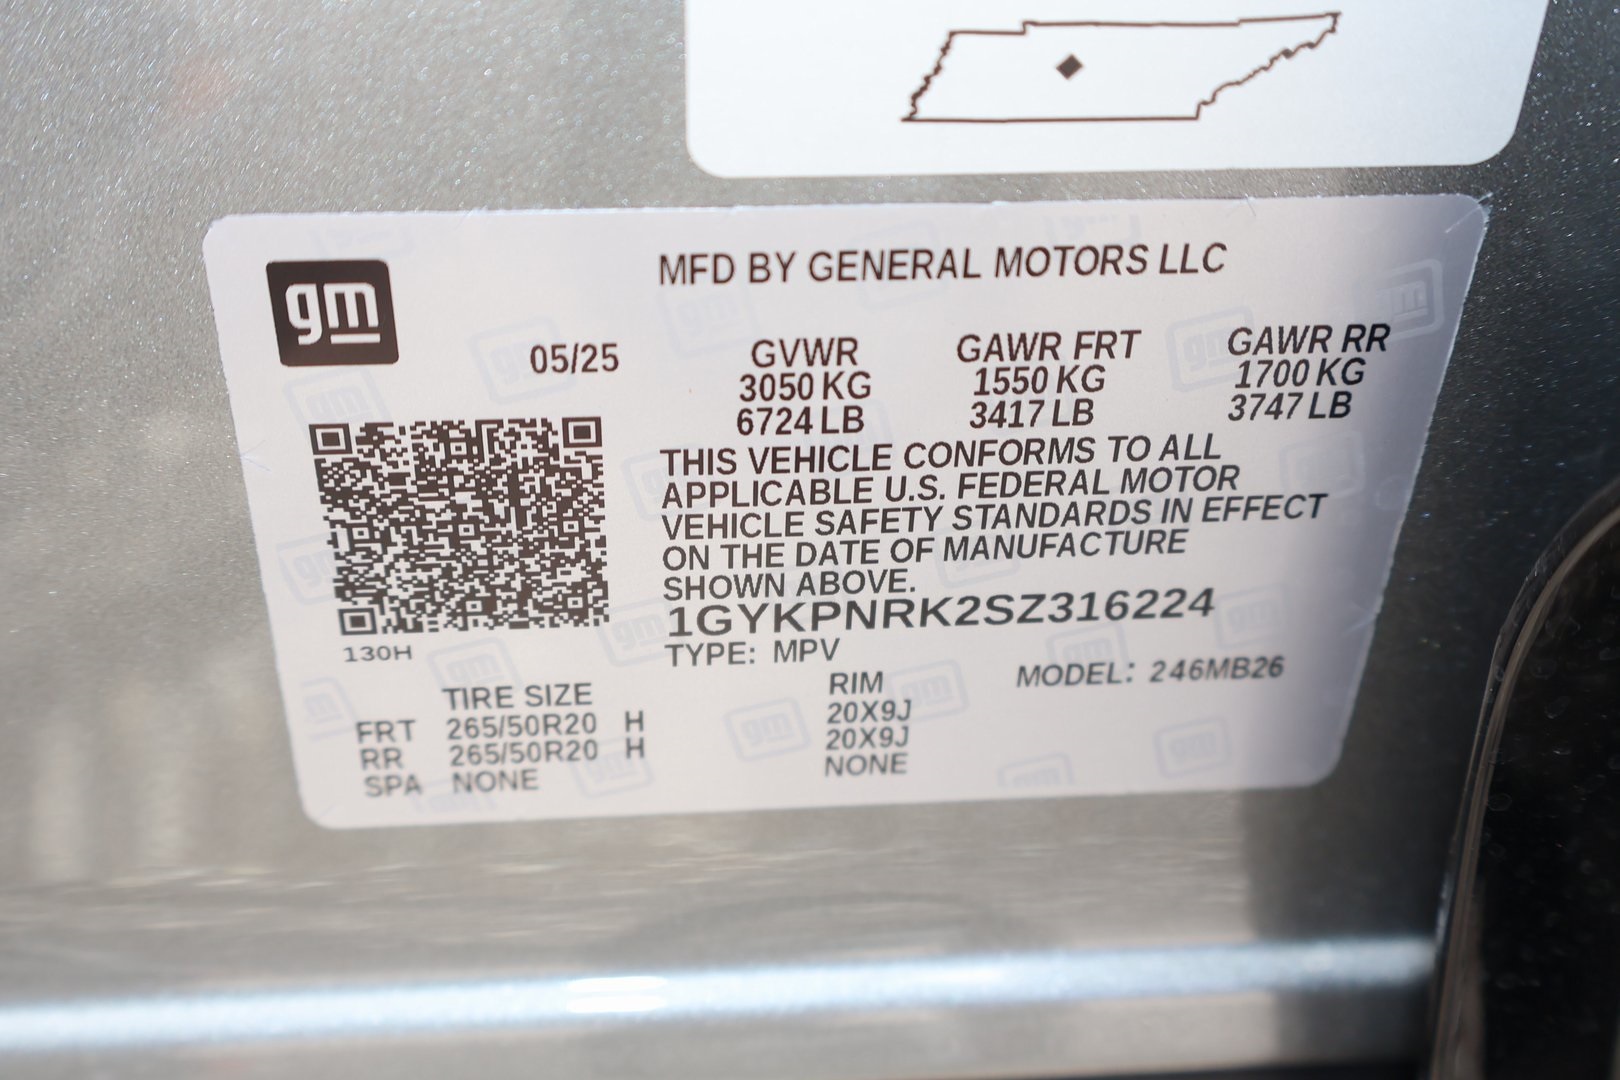 gm
MFD BY GENERAL MOTORS LLC
05/25
GVWR GAWR FRT GAWR RR
3050 KG 1550 KG 1700 KG
6724 LB 3417 LB 3747 LB
THIS VEHICLE CONFORMS TO ALL
APPLICABLE U.S. FEDERAL MOTOR
VEHICLE SAFETY STANDARDS IN EFFECT
ON THE DATE OF MANUFACTURE
SHOWN ABOVE.
1GYKPNRK2SZ316224
130H
TYPE: MPV
MODEL: 246MB26
TIRE SIZE RIM
FRT 265/50R20 H 20X9J
RR 265/50R20 H 20X9J
SPA NONE NONE